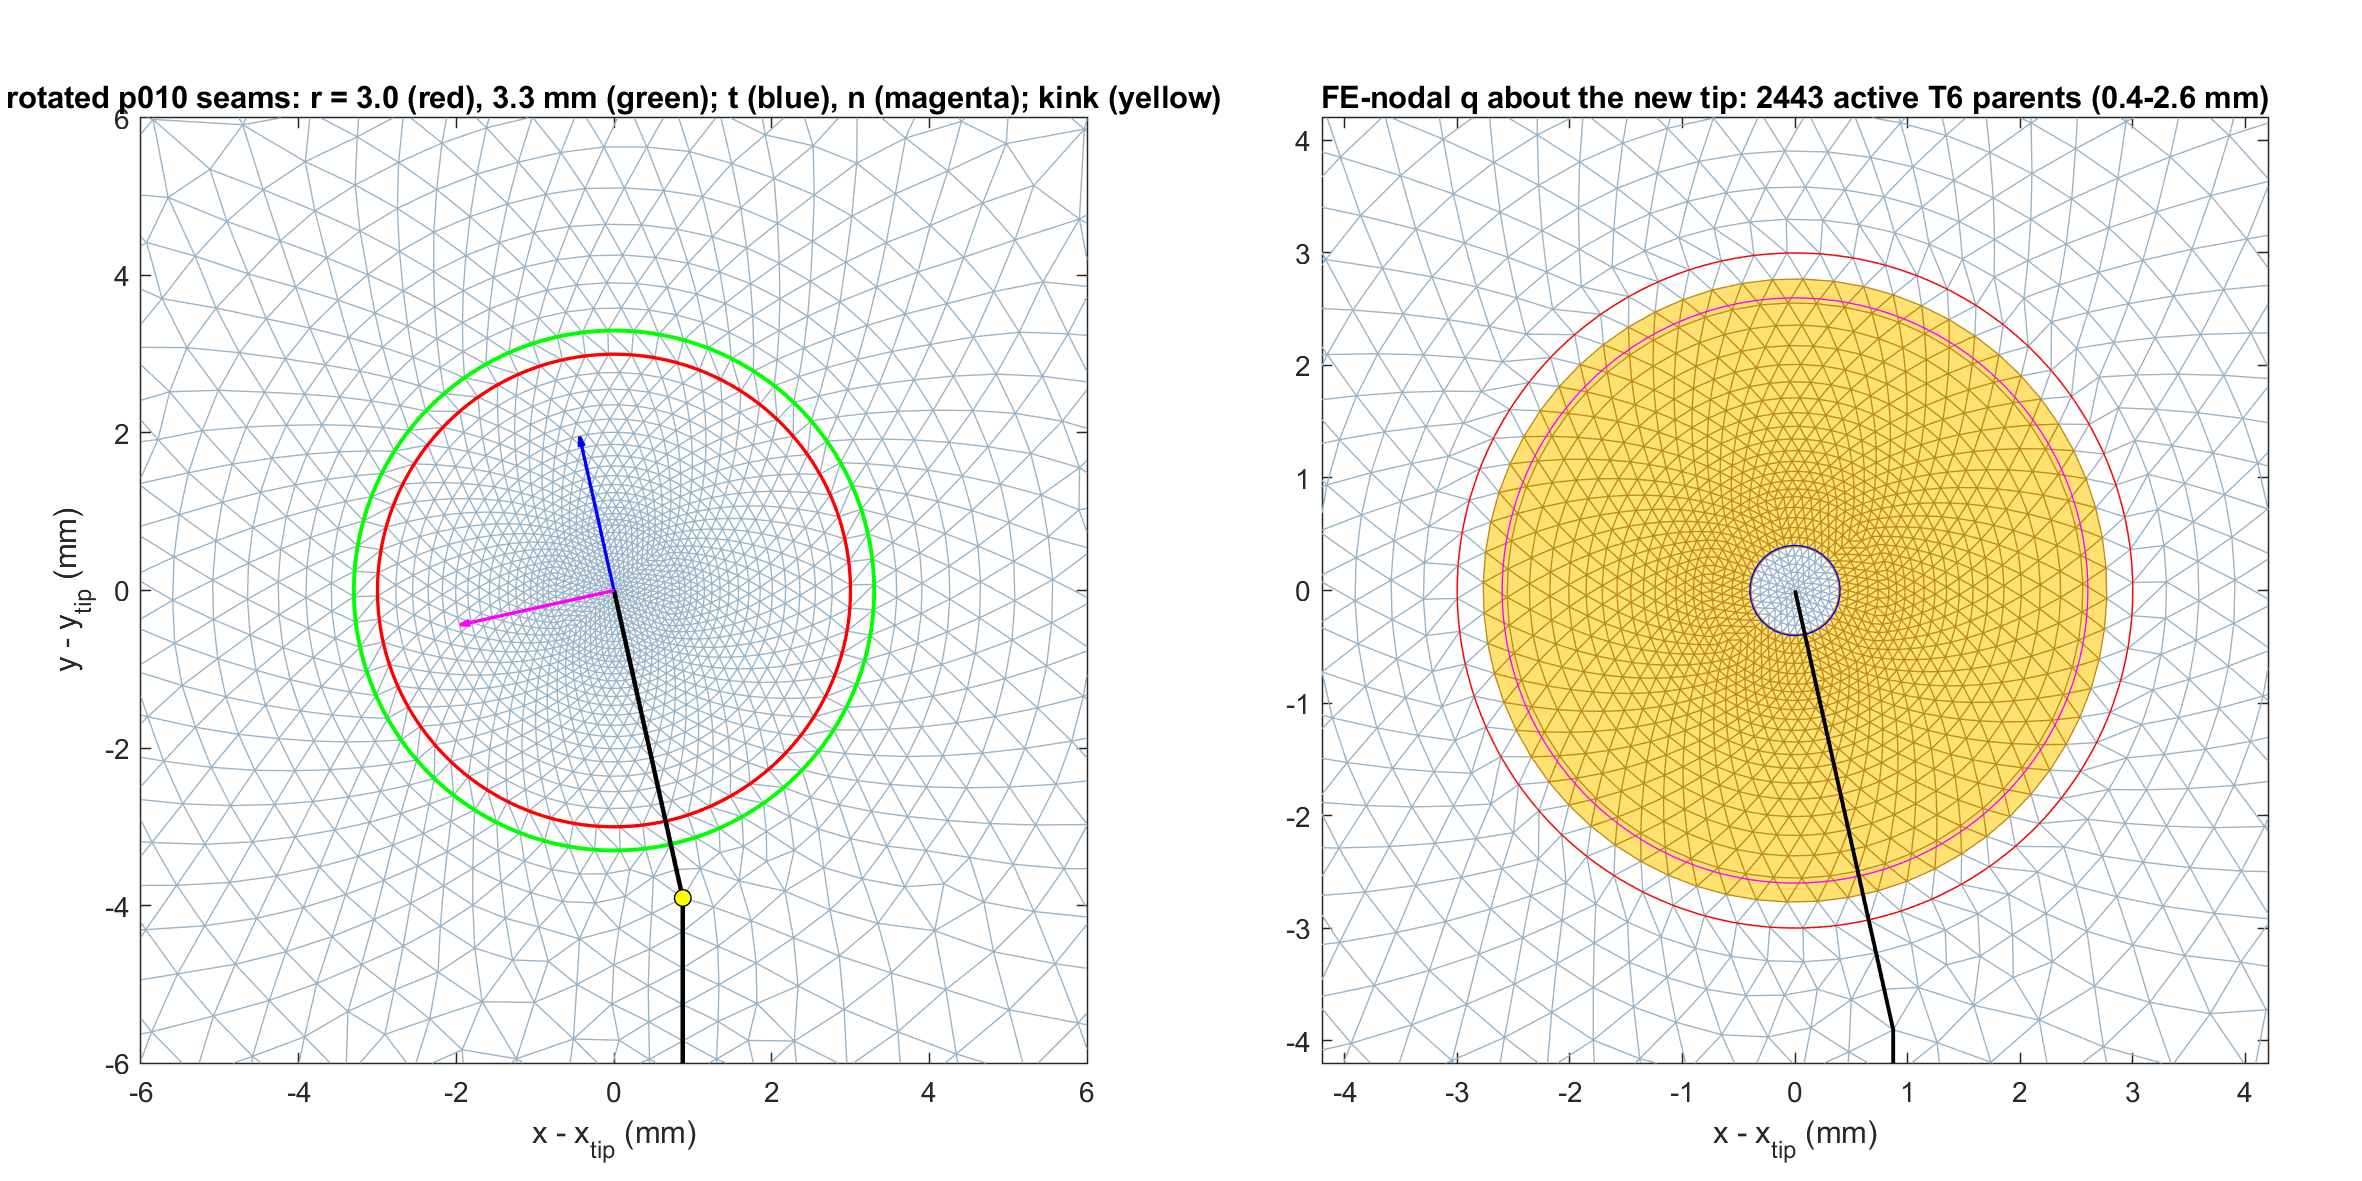 rotated p010 seams: r = 3.0 (red), 3.3 mm (green); t (blue), n (magenta); kink (yellow)
6
4
2
0
-2
-4
-6
-6 -4 -2 0 2 4 6
y - ytip (mm)
x - xtip (mm)
FE-nodal q about the new tip: 2443 active T6 parents (0.4-2.6 mm)
4
3
2
1
0
-1
-2
-3
-4
-4 -3 -2 -1 0 1 2 3 4
x - xtip (mm)